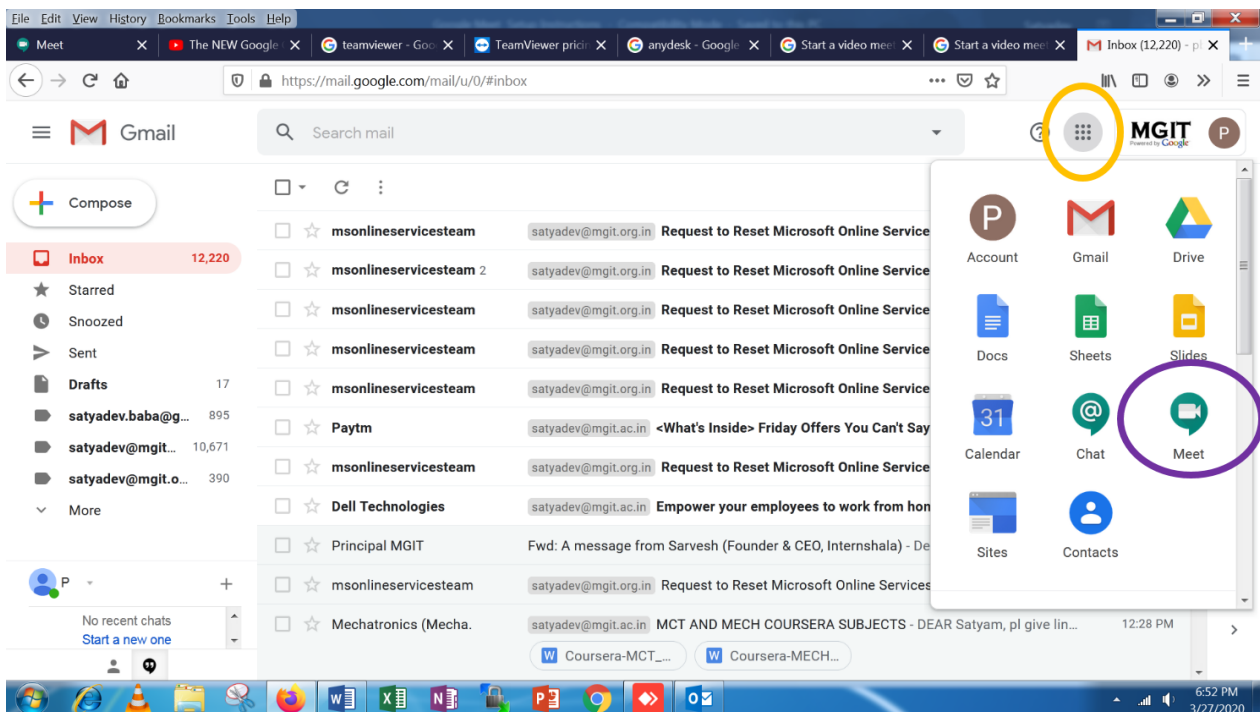 File Edit View History Bookmarks Tools Help
Meet
The NEW Google
teamviewer - Goo
TeamViewer pricin
anydesk - Google
Start a video meet
Start a video meet
Inbox (12,220) - pl
https://mail.google.com/mail/u/0/#inbox
Gmail
Search mail
MGIT
Powered by Google
P
Compose
Inbox 12,220
Starred
Snoozed
Sent
Drafts 17
satyadev.baba@g... 895
satyadev@mgit... 10,671
satyadev@mgit.o... 390
More
P
No recent chats
Start a new one
msonlineservicesteam satyadev@mgit.org.in Request to Reset Microsoft Online Service
msonlineservicesteam 2 satyadev@mgit.org.in Request to Reset Microsoft Online Service
msonlineservicesteam satyadev@mgit.org.in Request to Reset Microsoft Online Service
msonlineservicesteam satyadev@mgit.org.in Request to Reset Microsoft Online Service
msonlineservicesteam satyadev@mgit.org.in Request to Reset Microsoft Online Service
Paytm satyadev@mgit.ac.in <What's Inside> Friday Offers You Can't Say
msonlineservicesteam satyadev@mgit.org.in Request to Reset Microsoft Online Service
Dell Technologies satyadev@mgit.ac.in Empower your employees to work from hon
Principal MGIT Fwd: A message from Sarvesh (Founder & CEO, Internshala) - De
msonlineservicesteam satyadev@mgit.org.in Request to Reset Microsoft Online Services
Mechatronics (Mecha. satyadev@mgit.ac.in MCT AND MECH COURSERA SUBJECTS - DEAR Satyam, pl give lin... 12:28 PM
W Coursera-MCT_... W Coursera-MECH...
P
Account Gmail Drive
Docs Sheets Slides
31
Calendar Chat Meet
Sites Contacts
6:52 PM
3/27/2020